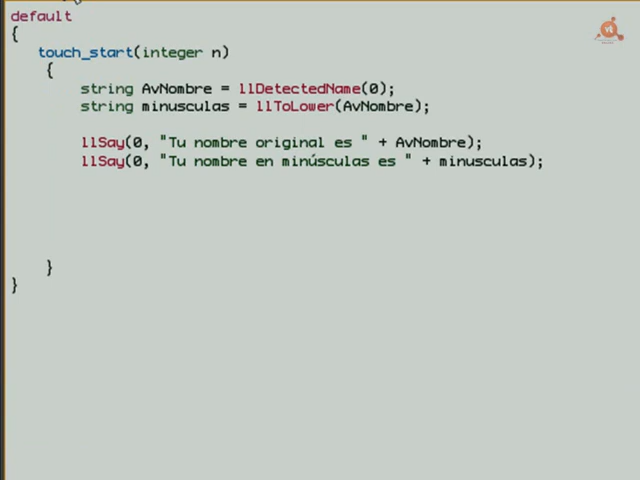 default
{
touch_start(integer n)
{
string AvNombre = llDetectedName(0);
string minusculas = llToLower(AvNombre);
llSay(0, "Tu nombre original es " + AvNombre);
llSay(0, "Tu nombre en minúsculas es " + minusculas);
}
}